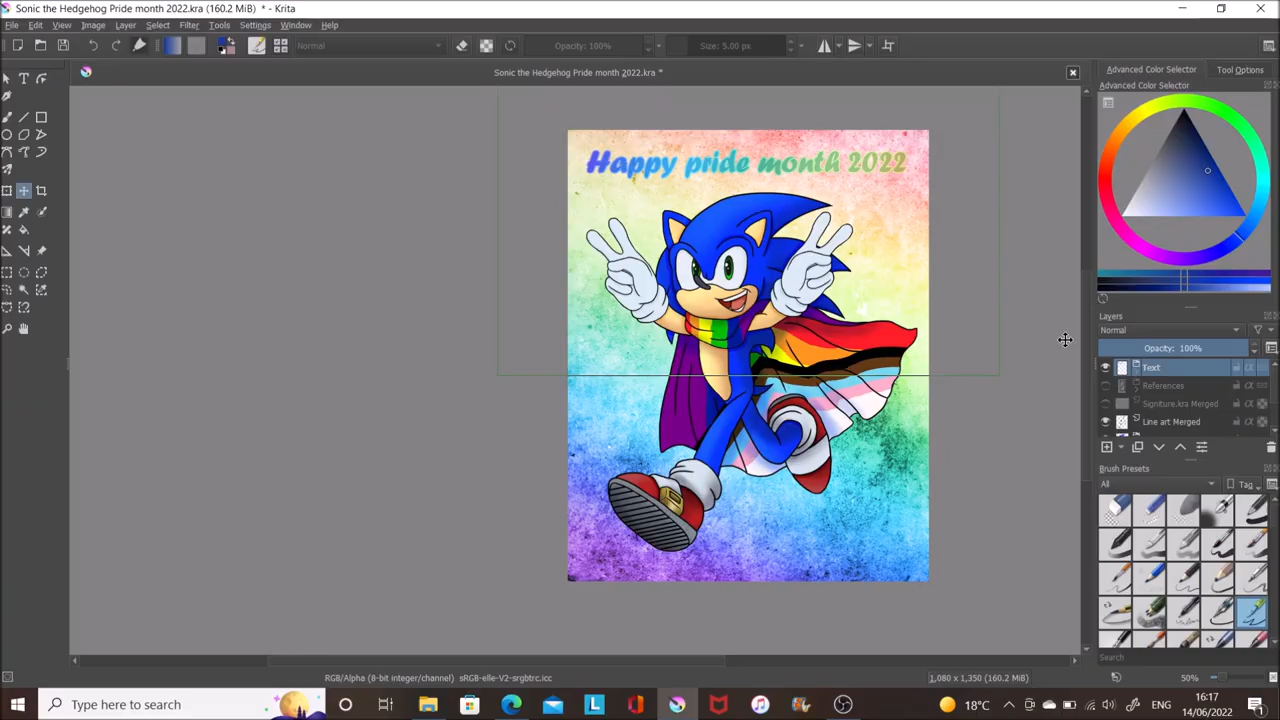 Sonic the Hedgehog Pride month 2022.kra (160.2 MiB) * - Krita
File Edit View Image Layer Select Filter Tools Settings Window Help
Normal Opacity: 100% Size: 5.00 px
Sonic the Hedgehog Pride month 2022.kra (160.2 MiB) *
Advanced Color Selector Tool Options
Advanced Color Selector
Happy pride month 2022
Layers
Normal
Opacity: 100%
Text
References
Signiture.kra Merged
Line art Merged
Brush Presets
All Tag
Search
RGB/Alpha (8-bit integer/channel) sRGB-elle-V2-srgbtrc.icc 1,080 x 1,350 (160.2 MiB) 50%
Type here to search 18°C ENG 16:17
14/06/2022